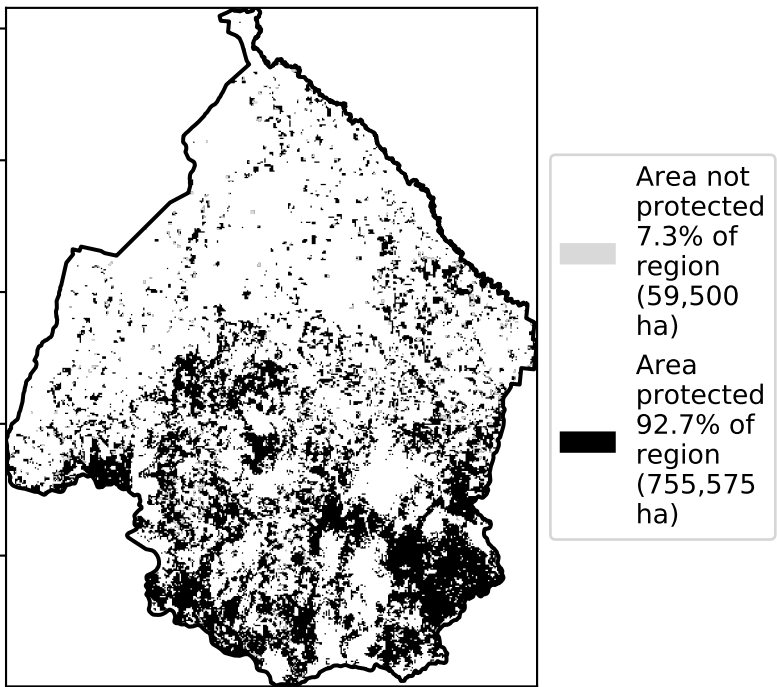 Area not
protected
7.3% of
region
(59,500
ha)
Area
protected
92.7% of
region
(755,575
ha)